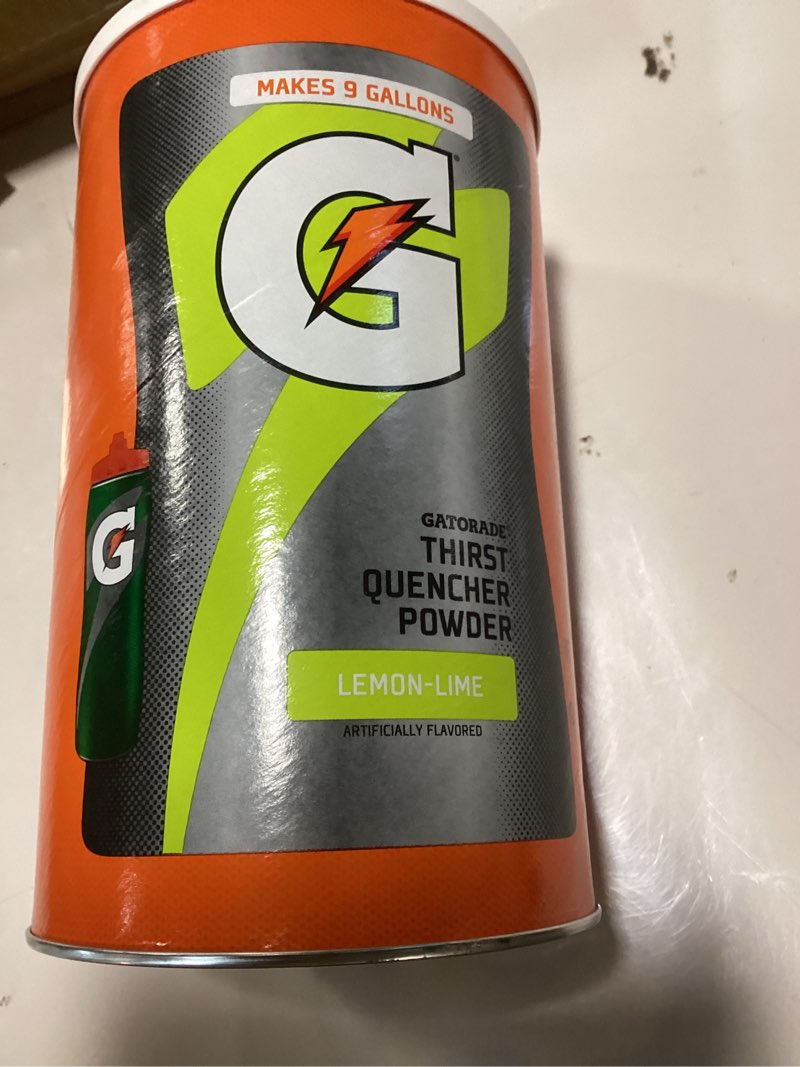 MAKES 9 GALLONS
G
G
GATORADE
THIRST
QUENCHER
POWDER
LEMON-LIME
ARTIFICIALLY FLAVORED